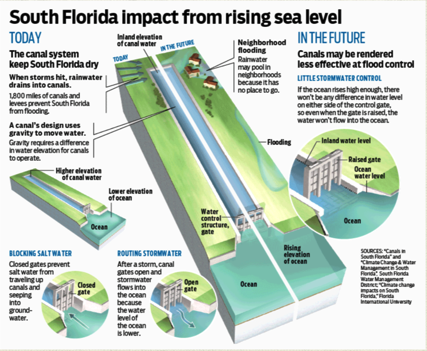 South Florida impact from rising sea level
TODAY
The canal system
keep South Florida dry
When storms hit, rainwater
drains into canals.
1,800 miles of canals and
levees prevent South Florida
from flooding.
A canal's design uses
gravity to move water.
Gravity requires a difference
in water elevation for canals
to operate.
Higher elevation
of canal water
Lower elevation
of ocean
Ocean
BLOCKING SALT WATER
Closed gates prevent
salt water from
traveling up
canals and
seeping
into
ground-
water.
Closed
gate
ROUTING STORMWATER
After a storm, canal
gates open and
stormwater
flows into
the ocean
because
the water
level of
the ocean
is lower.
Open
gate
Inland elevation
of canal water
TODAY
IN THE FUTURE
Neighborhood
flooding
Rainwater
may pool in
neighborhoods
because it has
no place to go.
Flooding
Water
control
structure,
gate
Rising
elevation
of ocean
Ocean
IN THE FUTURE
Canals may be rendered
less effective at flood control
LITTLE STORMWATER CONTROL
If the ocean rises high enough, there
won't be any difference in water level
on either side of the control gate,
so even when the gate is raised, the
water won't flow into the ocean.
Inland water level
Raised gate
Ocean
water level
Ocean
SOURCES: "Canals in
South Florida" and
"Climate Change & Water
Management in South
Florida", South Florida
Water Management
District; "Climate change
impacts on South
Florida," Florida
International University